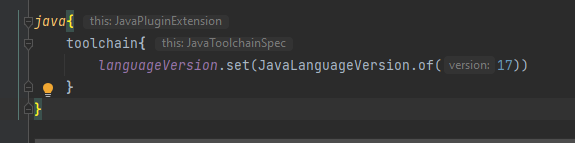 java{ this: JavaPluginExtension
toolchain{ this: JavaToolchainSpec
languageVersion.set(JavaLanguageVersion.of( version: 17))
}
}